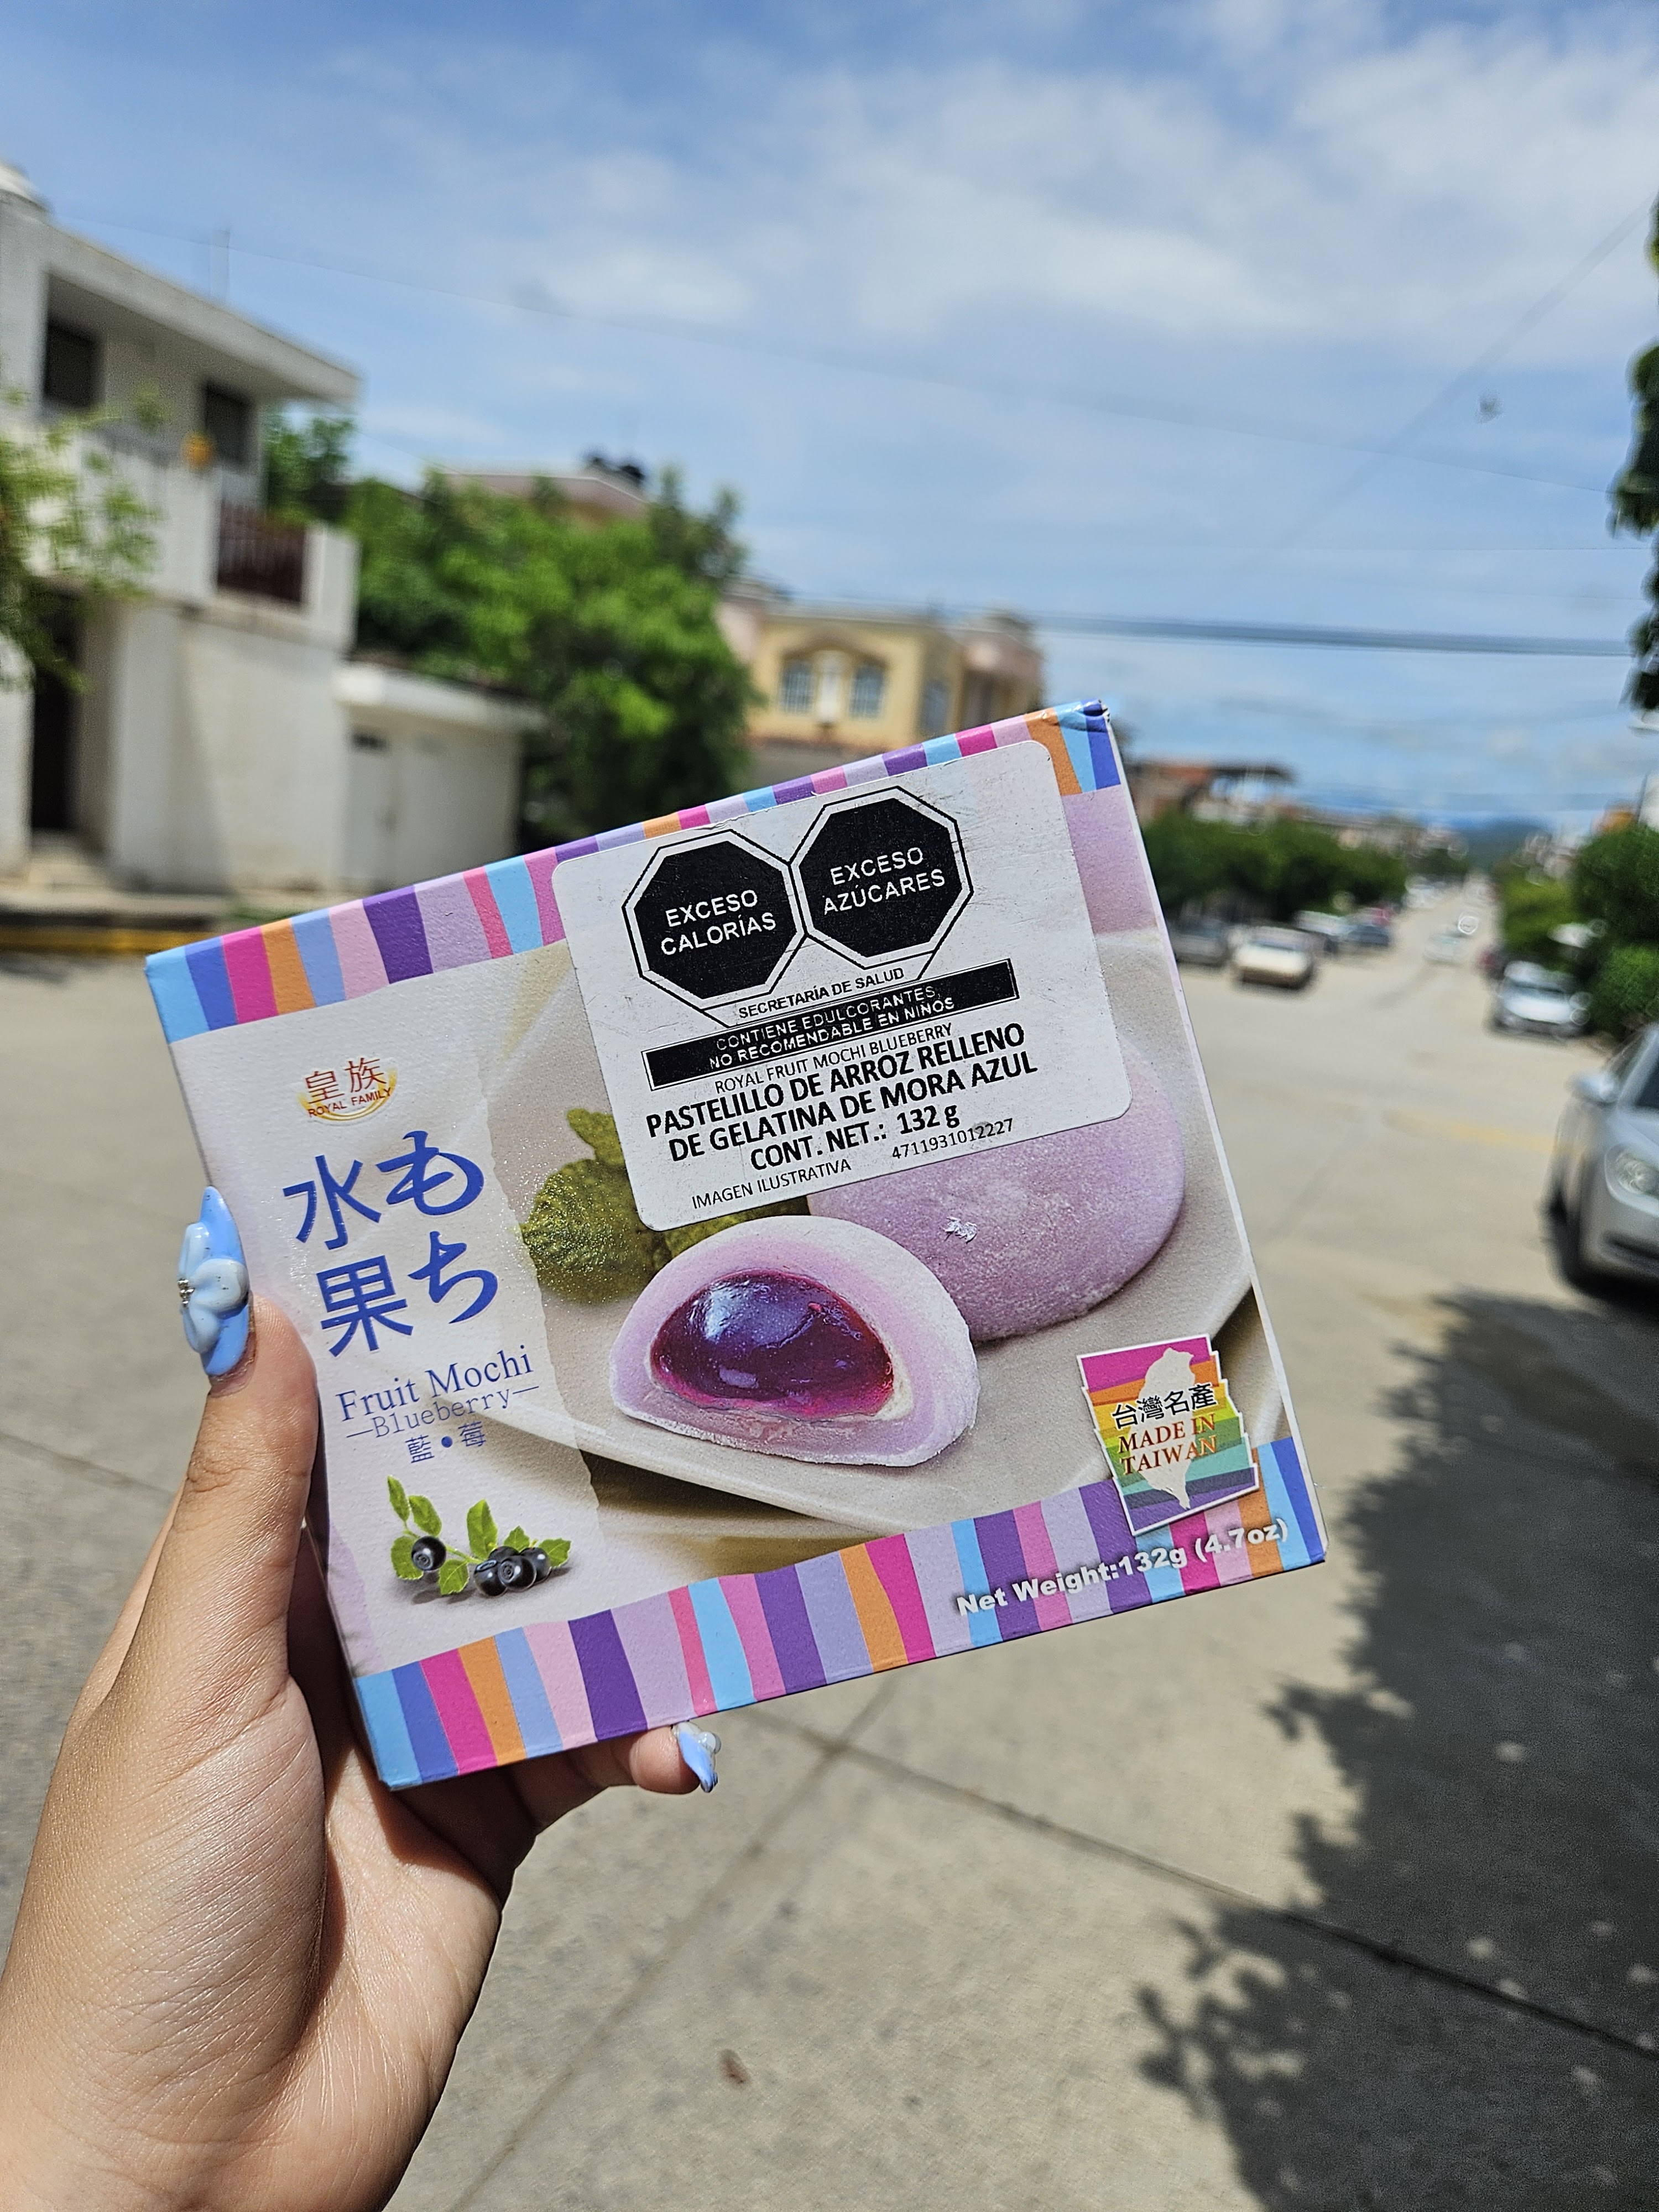 EXCESO
CALORÍAS
EXCESO
AZÚCARES
SECRETARÍA DE SALUD
CONTIENE EDULCORANTES,
NO RECOMENDABLE EN NIÑOS
ROYAL FRUIT MOCHI BLUEBERRY
PASTELILLO DE ARROZ RELLENO
DE GELATINA DE MORA AZUL
CONT. NET.: 132 g
IMAGEN ILUSTRATIVA 4711931012227
皇族
ROYAL FAMILY
水果
もち
Fruit Mochi
—Blueberry—
藍•莓
台灣名產
MADE IN
TAIWAN
Net Weight:132g (4.7oz)